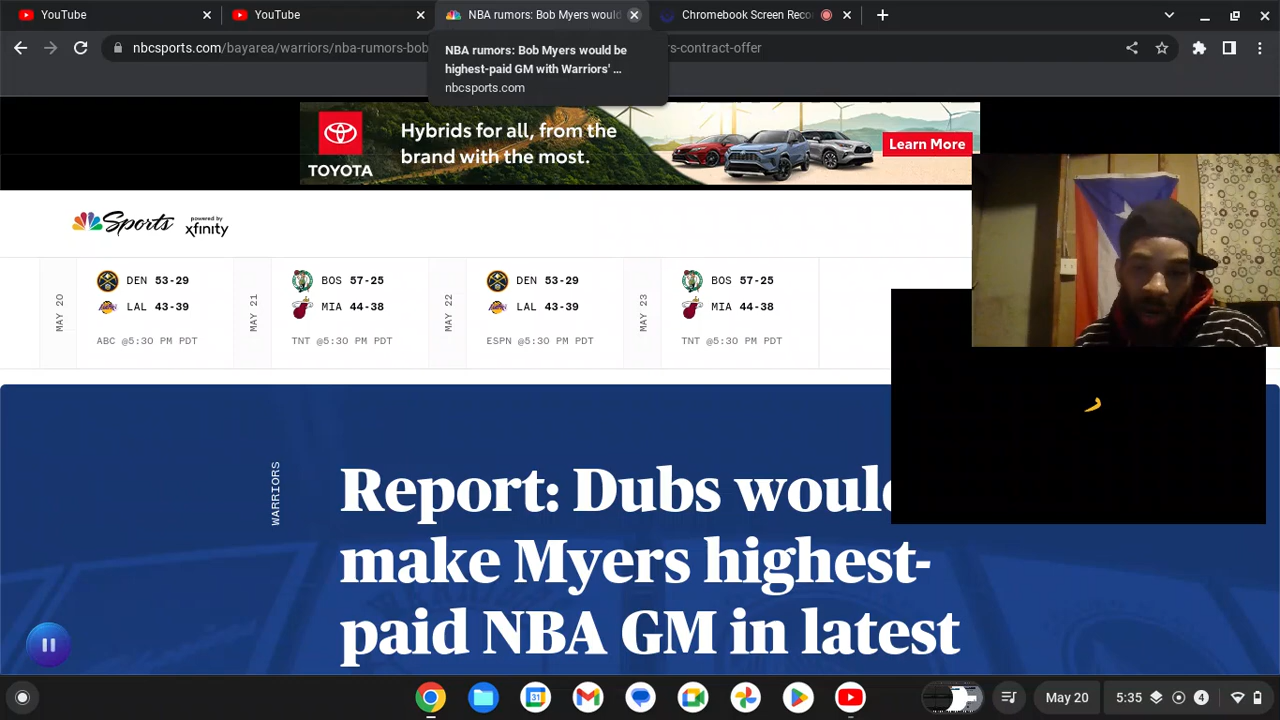 YouTube
YouTube
NBA rumors: Bob Myers would
Chromebook Screen Reco
nbcsports.com/bayarea/warriors/nba-rumors-bob
rs-contract-offer
NBA rumors: Bob Myers would be
highest-paid GM with Warriors' ...
nbcsports.com
TOYOTA
Hybrids for all, from the
brand with the most.
Learn More
Sports
powered by
xfinity
MAY 20
DEN 53-29
LAL 43-39
ABC @5:30 PM PDT
MAY 21
BOS 57-25
MIA 44-38
TNT @5:30 PM PDT
MAY 22
DEN 53-29
LAL 43-39
ESPN @5:30 PM PDT
MAY 23
BOS 57-25
MIA 44-38
TNT @5:30 PM PDT
WARRIORS
Report: Dubs would
make Myers highest-
paid NBA GM in latest
31
May 20
5:35
4